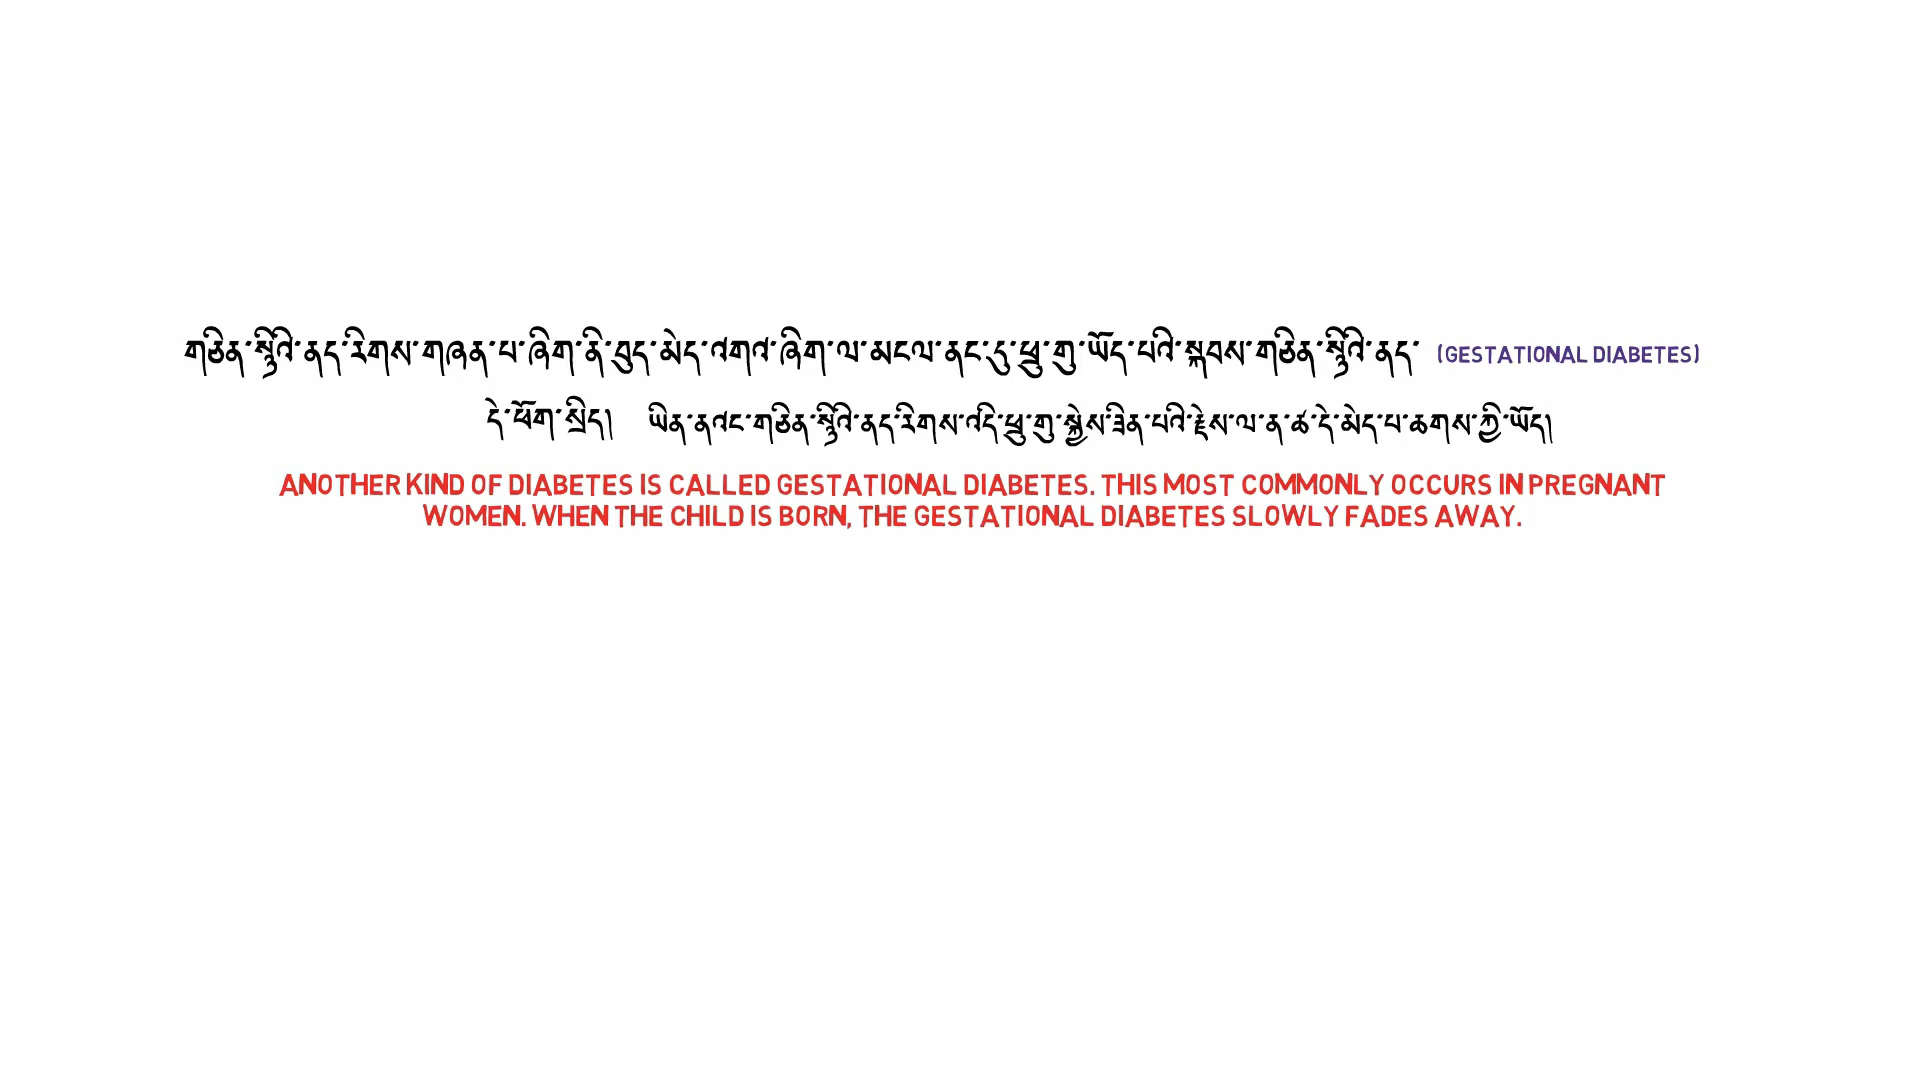 གཅིན་སྙིའི་ནད་རིགས་གཞན་པ་ཞིག་ནི་བུད་མེད་འགའ་ཞིག་ལ་མངལ་ནང་དུ་ཕྲུ་གུ་ཡོད་པའི་སྐབས་གཅིན་སྙིའི་ནད་ (GESTATIONAL DIABETES)
དེ་ཕོག་སྲིད། ཡིན་ནའང་གཅིན་སྙིའི་ནད་རིགས་འདི་ཕྲུ་གུ་སྐྱེས་ཟིན་པའི་རྗེས་ལ་ན་ཚ་དེ་མེད་པ་ཆགས་ཀྱི་ཡོད།
ANOTHER KIND OF DIABETES IS CALLED GESTATIONAL DIABETES. THIS MOST COMMONLY OCCURS IN PREGNANT
WOMEN. WHEN THE CHILD IS BORN, THE GESTATIONAL DIABETES SLOWLY FADES AWAY.